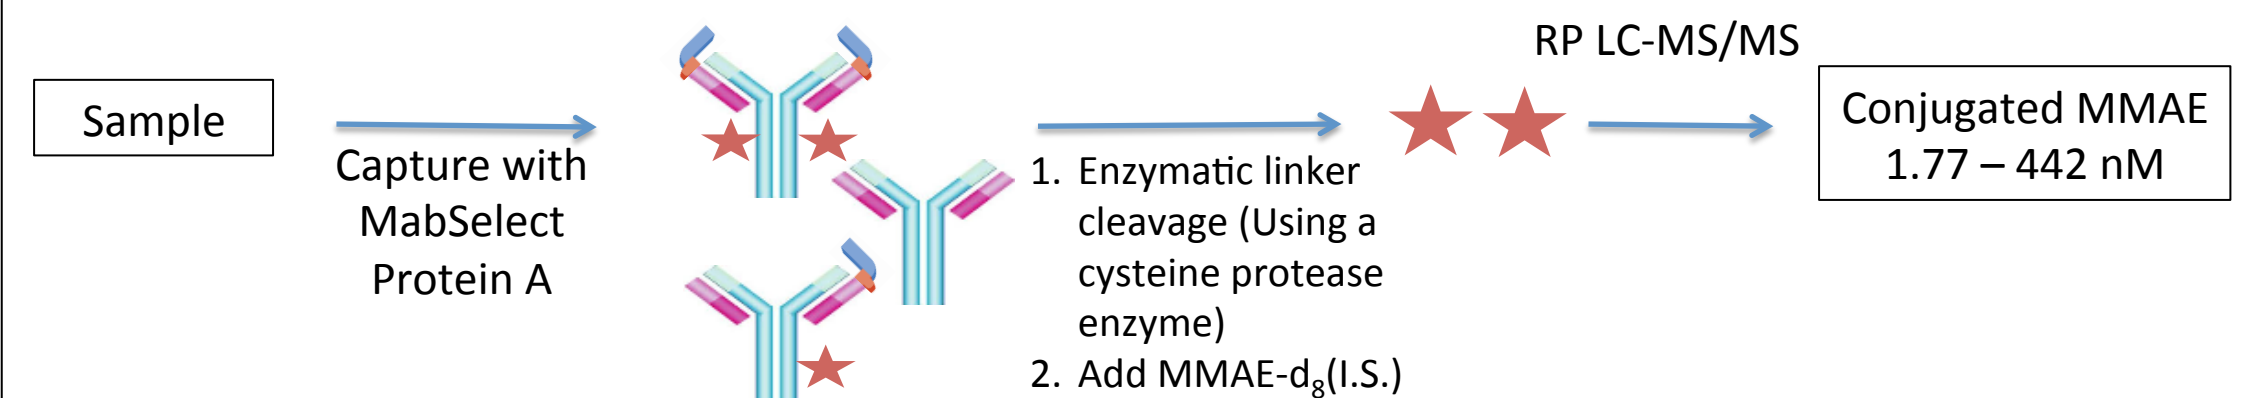 Sample
Capture with
MabSelect
Protein A
1. Enzymatic linker
cleavage (Using a
cysteine protease
enzyme)
2. Add MMAE-d₈(I.S.)
RP LC-MS/MS
Conjugated MMAE
1.77 – 442 nM